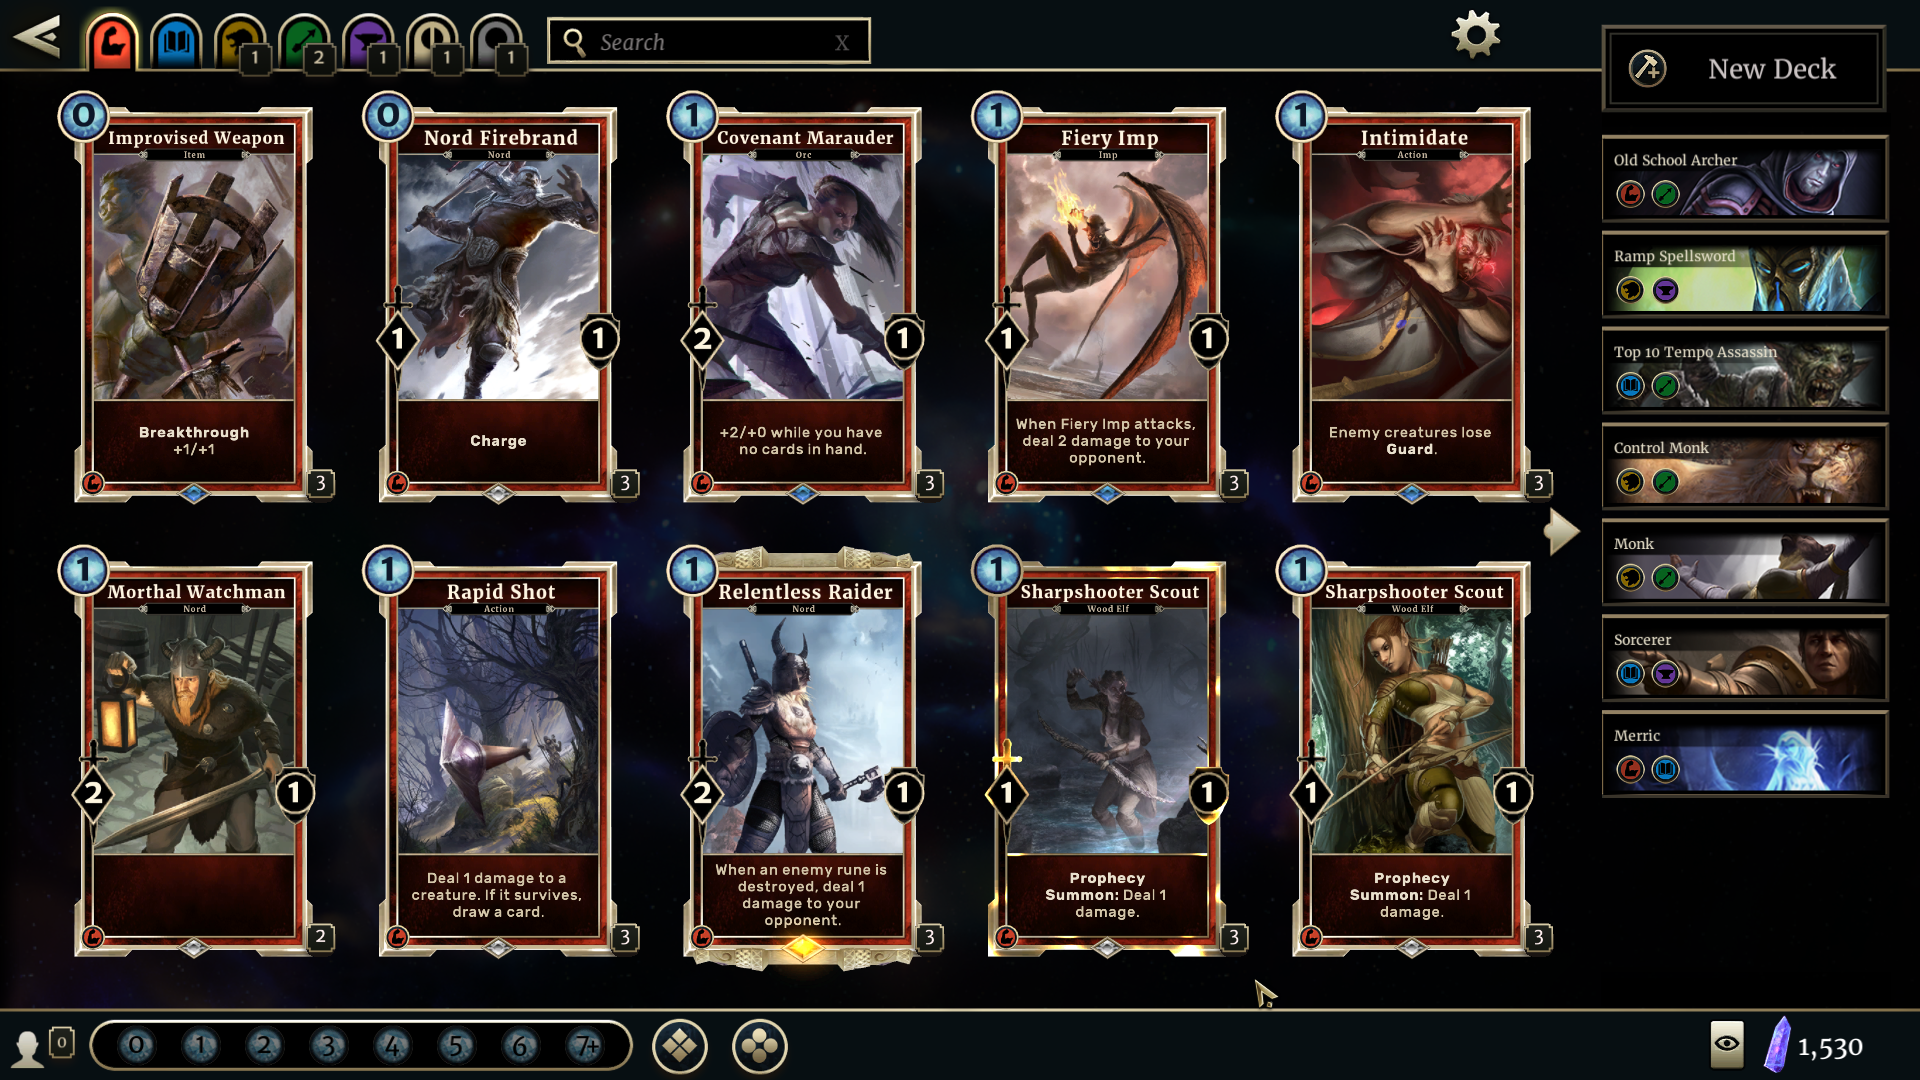 1
2
1
1
1
Search
X
New Deck
0
Improvised Weapon
Item
Breakthrough
+1/+1
3
0
Nord Firebrand
Nord
1
1
Charge
3
1
Covenant Marauder
Orc
2
1
+2/+0 while you have
no cards in hand.
3
1
Fiery Imp
Imp
1
1
When Fiery Imp attacks,
deal 2 damage to your
opponent.
3
1
Intimidate
Action
Enemy creatures lose
Guard.
3
1
Morthal Watchman
Nord
2
1
2
1
Rapid Shot
Action
Deal 1 damage to a
creature. If it survives,
draw a card.
3
1
Relentless Raider
Nord
2
1
When an enemy rune is
destroyed, deal 1
damage to your
opponent.
3
1
Sharpshooter Scout
Wood Elf
1
1
Prophecy
Summon: Deal 1
damage.
3
1
Sharpshooter Scout
Wood Elf
1
1
Prophecy
Summon: Deal 1
damage.
3
Old School Archer
Ramp Spellsword
Top 10 Tempo Assassin
Control Monk
Monk
Sorcerer
Merric
0
0
1
2
3
4
5
6
7+
1,530